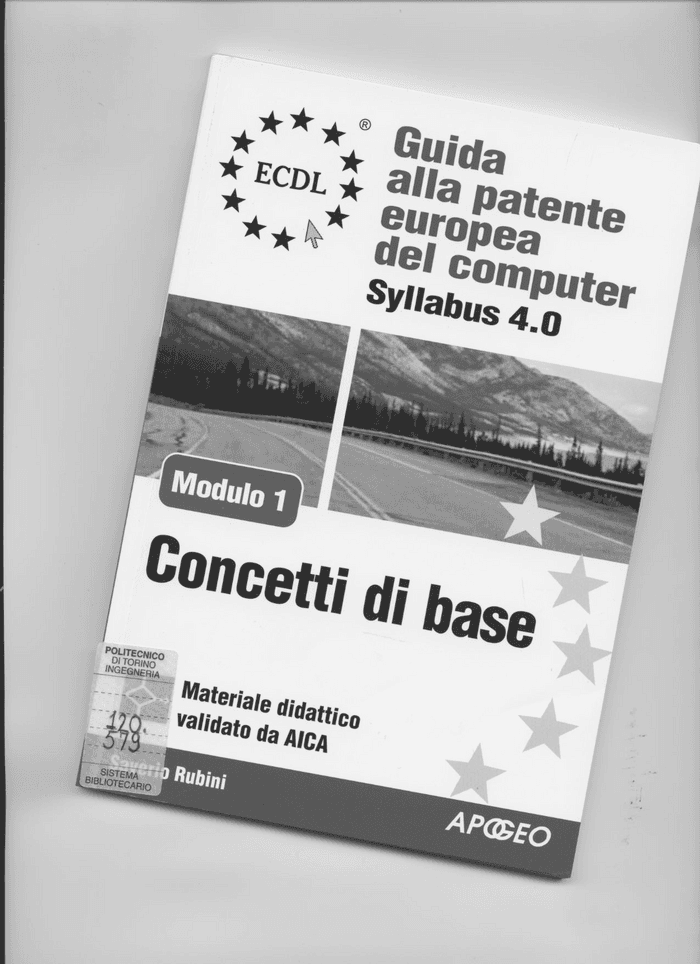 ECDL
®
Guida
alla patente
europea
del computer
Syllabus 4.0
Modulo 1
Concetti di base
Materiale didattico
validato da AICA
POLITECNICO
DI TORINO
INGEGNERIA
120.
579
SISTEMA
BIBLIOTECARIO
Saverio Rubini
APOGEO